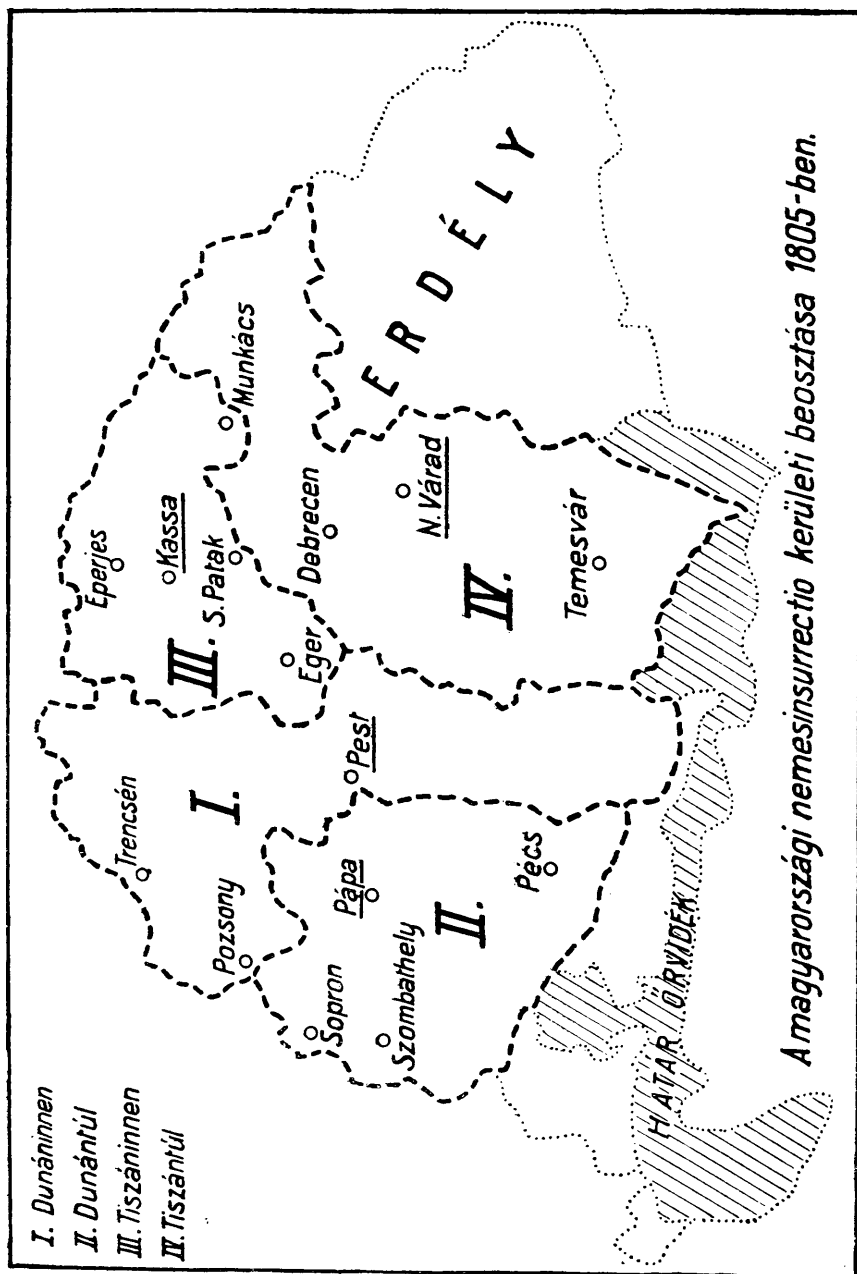 I. Dunáninnen
II. Dunántúl
III. Tiszáninnen
IV. Tiszántúl
Trencsén
Pozsony
I.
Sopron
Pápa
Szombathely
II.
Pécs
Pest
Eperjes
Kassa
III. S. Patak
Eger
Munkács
Debrecen
N. Várad
IV.
Temesvár
ERDÉLY
HATÁR ŐRVIDÉK
A magyarországi nemesinsurrectio kerületi beosztása 1805-ben.